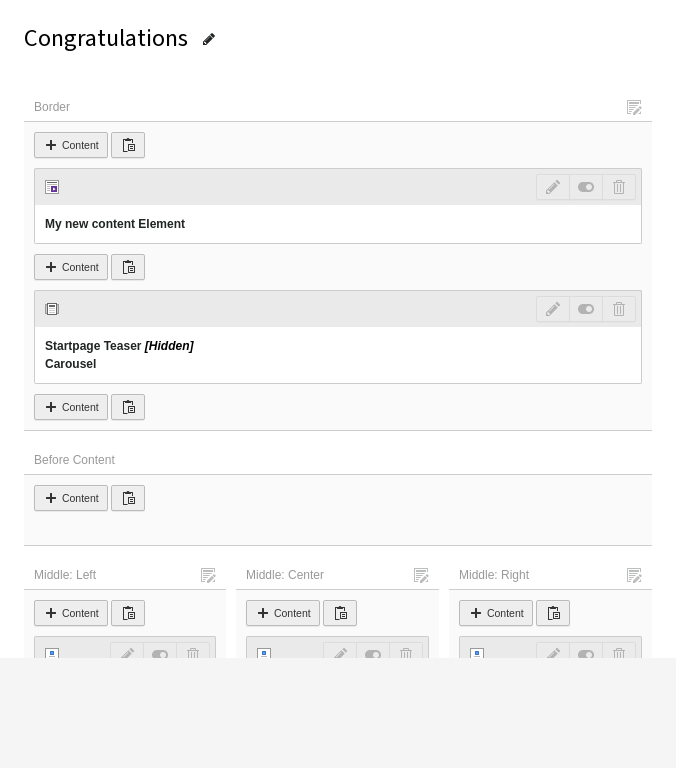 Congratulations
Border
Content
My new content Element
Content
Startpage Teaser [Hidden]
Carousel
Content
Before Content
Content
Middle: Left
Middle: Center
Middle: Right
Content
Content
Content